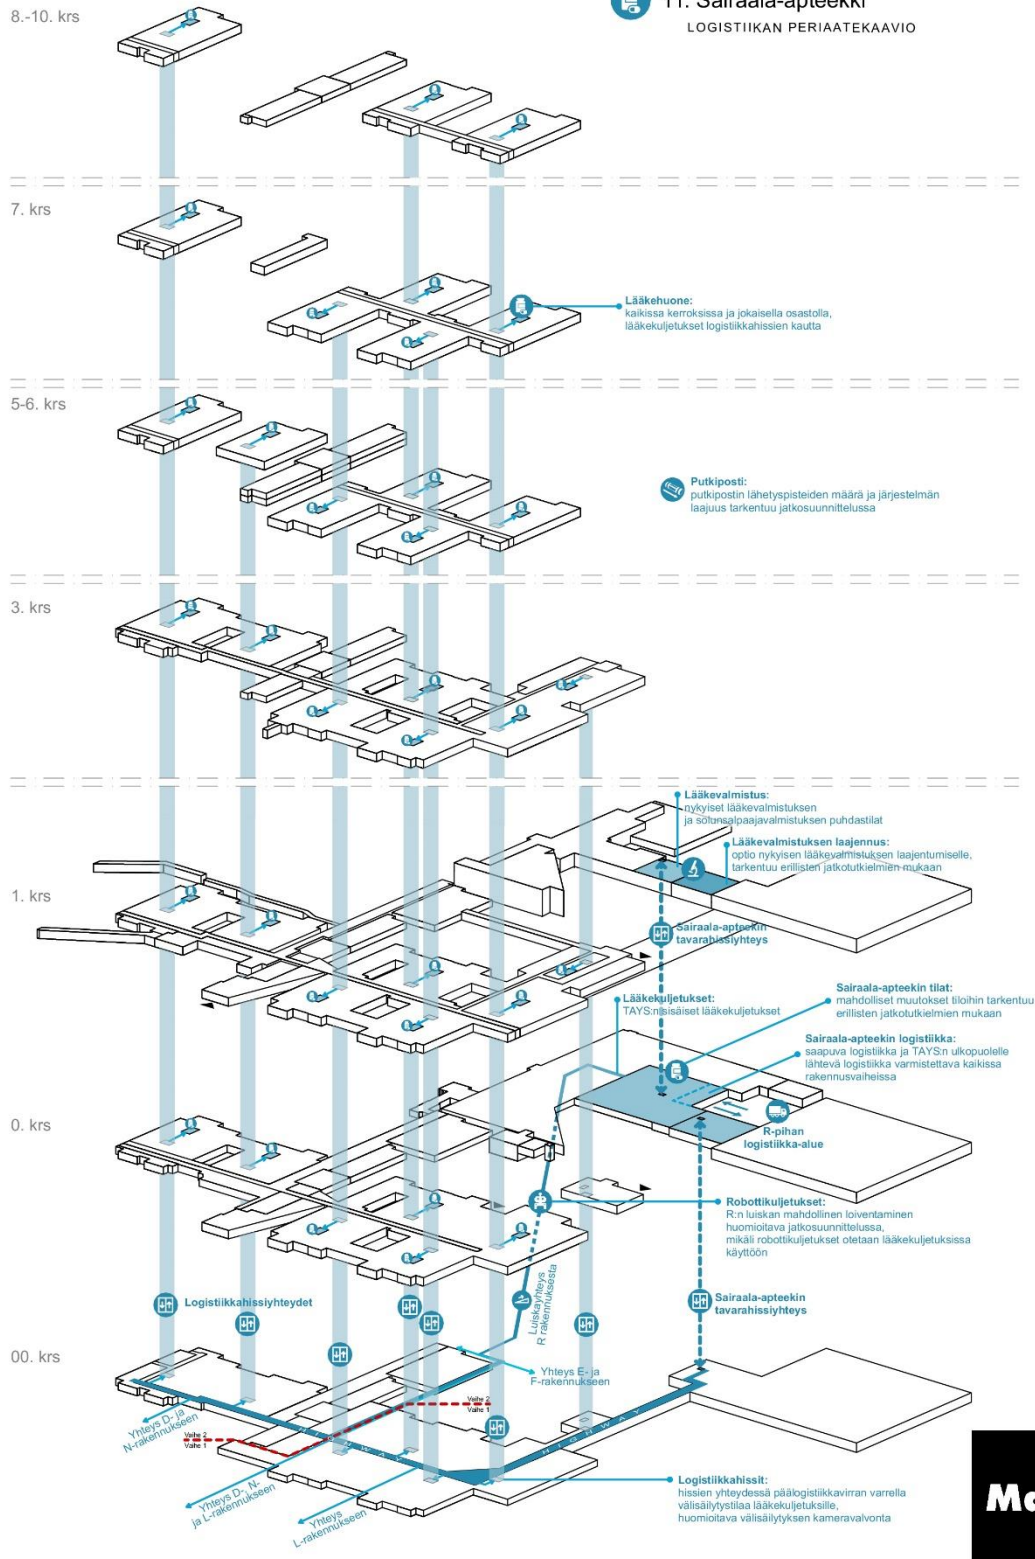 11. Sairaala-apteekki
LOGISTIIKAN PERIAATEKAAVIO
8.-10. krs
7. krs
Lääkehuone:
kaikissa kerroksissa ja jokaisella osastolla,
lääkekuljetukset logistiikkahissien kautta
5-6. krs
Putkiposti:
putkipostin lähetyspisteiden määrä ja järjestelmän
laajuus tarkentuu jatkosuunnittelussa
3. krs
Lääkevalmistus:
nykyiset lääkevalmistuksen
ja solunsalpaajavalmistuksen puhdastilat
Lääkevalmistuksen laajennus:
optio nykyisen lääkevalmistuksen laajentumiselle,
tarkentuu erillisten jatkotutkielmien mukaan
1. krs
Sairaala-apteekin
tavarahissiyhteys
Sairaala-apteekin tilat:
mahdolliset muutokset tiloihin tarkentuu
erillisten jatkotutkielmien mukaan
Lääkekuljetukset:
TAYS:n sisäiset lääkekuljetukset
Sairaala-apteekin logistiikka:
saapuva logistiikka ja TAYS:n ulkopuolelle
lähtevä logistiikka varmistettava kaikissa
rakennusvaiheissa
0. krs
R-pihan
logistiikka-alue
Robottikuljetukset:
R:n luiskan mahdollinen loiventaminen
huomioitava jatkosuunnittelussa,
mikäli robottikuljetukset otetaan lääkekuljetuksissa
käyttöön
Luiskayhteys
R rakennuksesta
Logistiikkahissiyhteydet
Sairaala-apteekin
tavarahissiyhteys
00. krs
Yhteys E- ja
F-rakennukseen
Vaihe 2
Vaihe 1
Yhteys D- ja
N-rakennukseen
HIGHWAY
HIGHWAY
Vaihe 2
Vaihe 1
Yhteys D-, N-
ja L-rakennukseen
Yhteys
L-rakennukseen
Logistiikkahissit:
hissien yhteydessä päälogistiikkavirran varrella
välisäilytystilaa lääkekuljetuksille,
huomioitava välisäilytyksen kameravalvonta
Ma